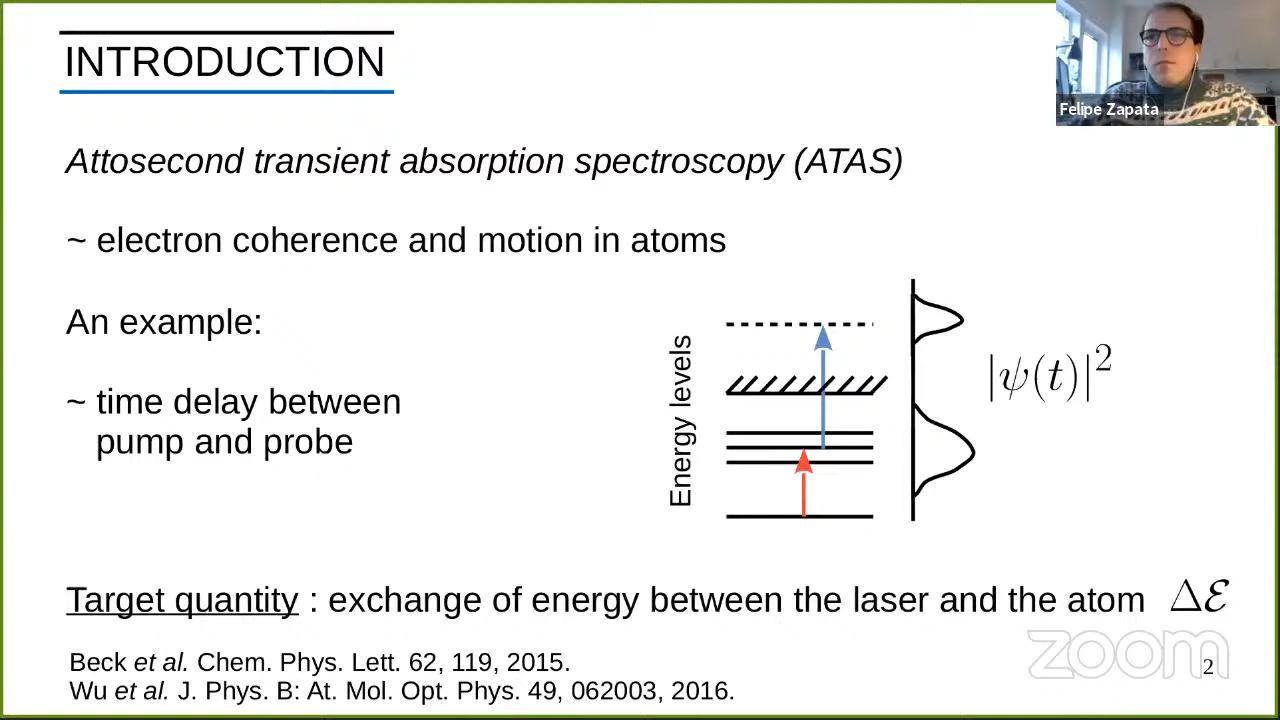 INTRODUCTION
Felipe Zapata
Attosecond transient absorption spectroscopy (ATAS)
~ electron coherence and motion in atoms
An example:
~ time delay between
pump and probe
Energy levels
|ψ(t)|²
Target quantity : exchange of energy between the laser and the atom Δℰ
Beck et al. Chem. Phys. Lett. 62, 119, 2015.
Wu et al. J. Phys. B: At. Mol. Opt. Phys. 49, 062003, 2016.
zoom
2